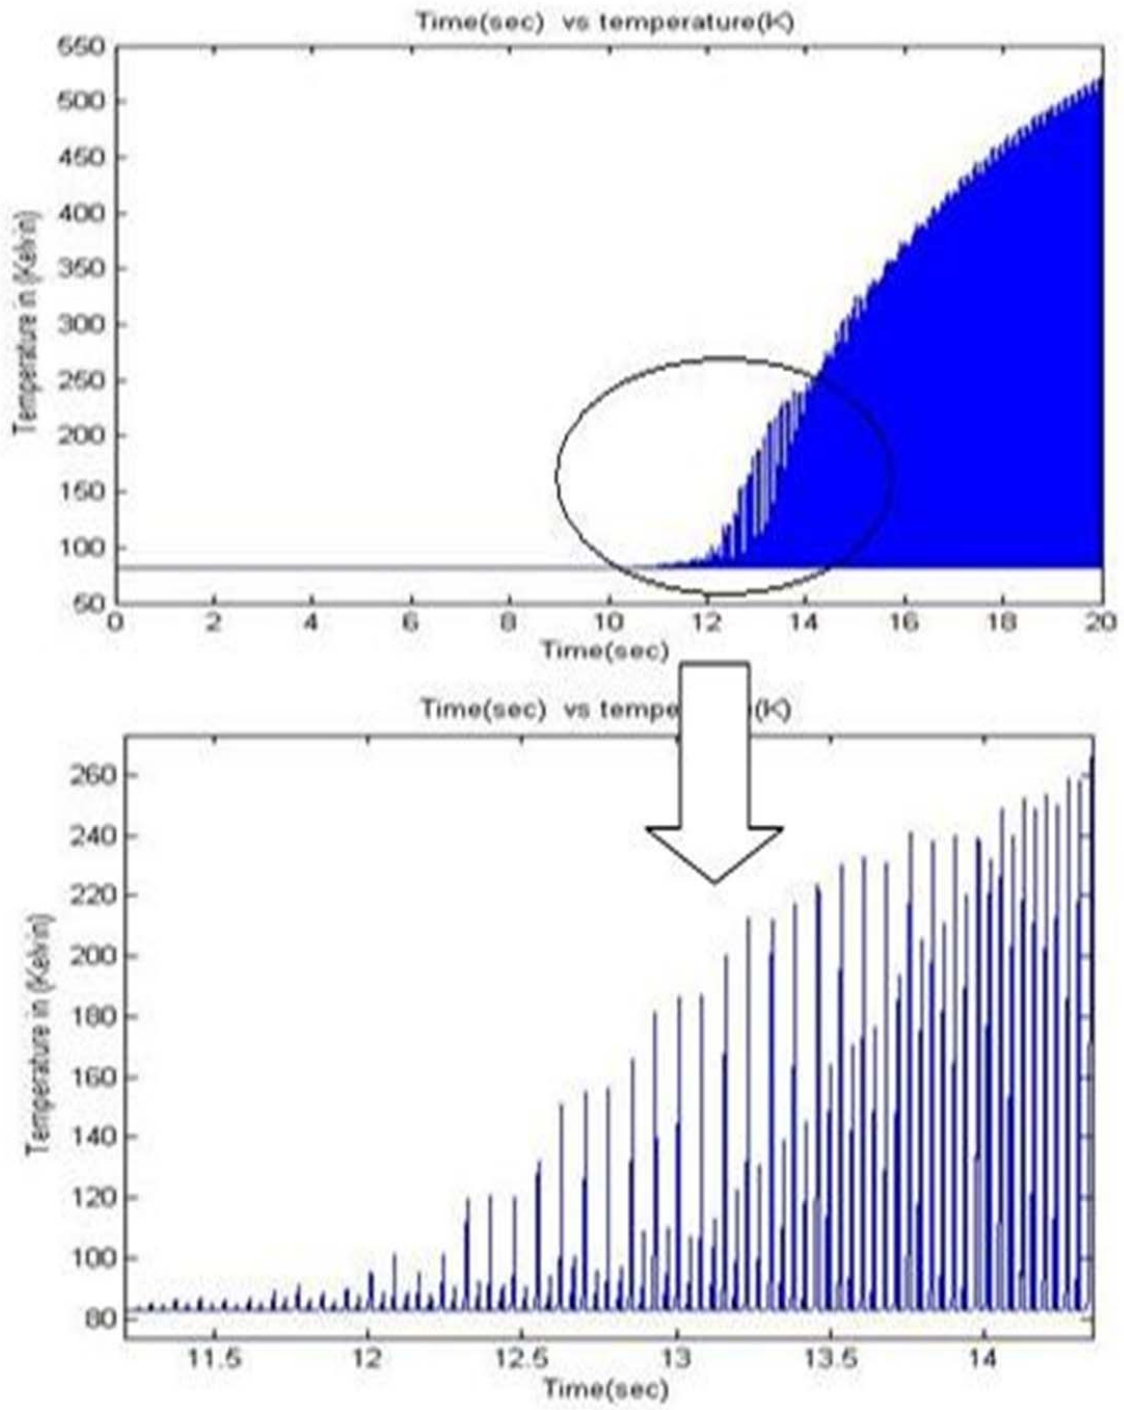 Time(sec) vs temperature(K)
550
500
450
400
350
300
250
200
150
100
50
Temperature in (Kelvin)
0 2 4 6 8 10 12 14 16 18 20
Time(sec)
Time(sec) vs tempe (K)
260
240
220
200
180
160
140
120
100
80
Temperature in (Kelvin)
11.5 12 12.5 13 13.5 14
Time(sec)